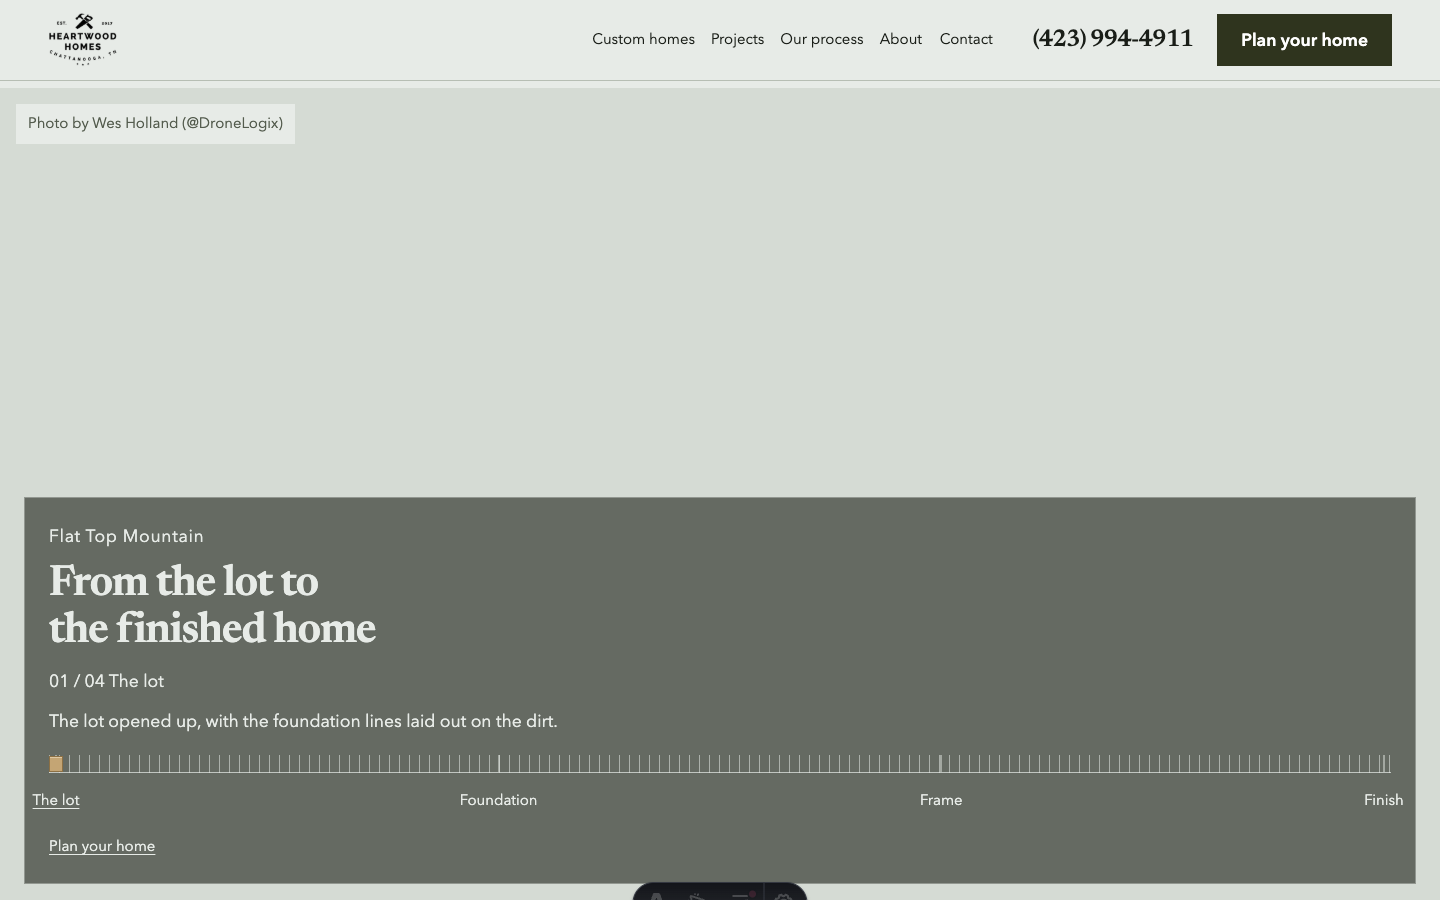 EST. 2017
HEARTWOOD
HOMES
CHATTANOOGA, TN
Custom homes
Projects
Our process
About
Contact
(423) 994-4911
Plan your home
Photo by Wes Holland (@DroneLogix)
Flat Top Mountain
From the lot to
the finished home
01 / 04 The lot
The lot opened up, with the foundation lines laid out on the dirt.
The lot
Foundation
Frame
Finish
Plan your home